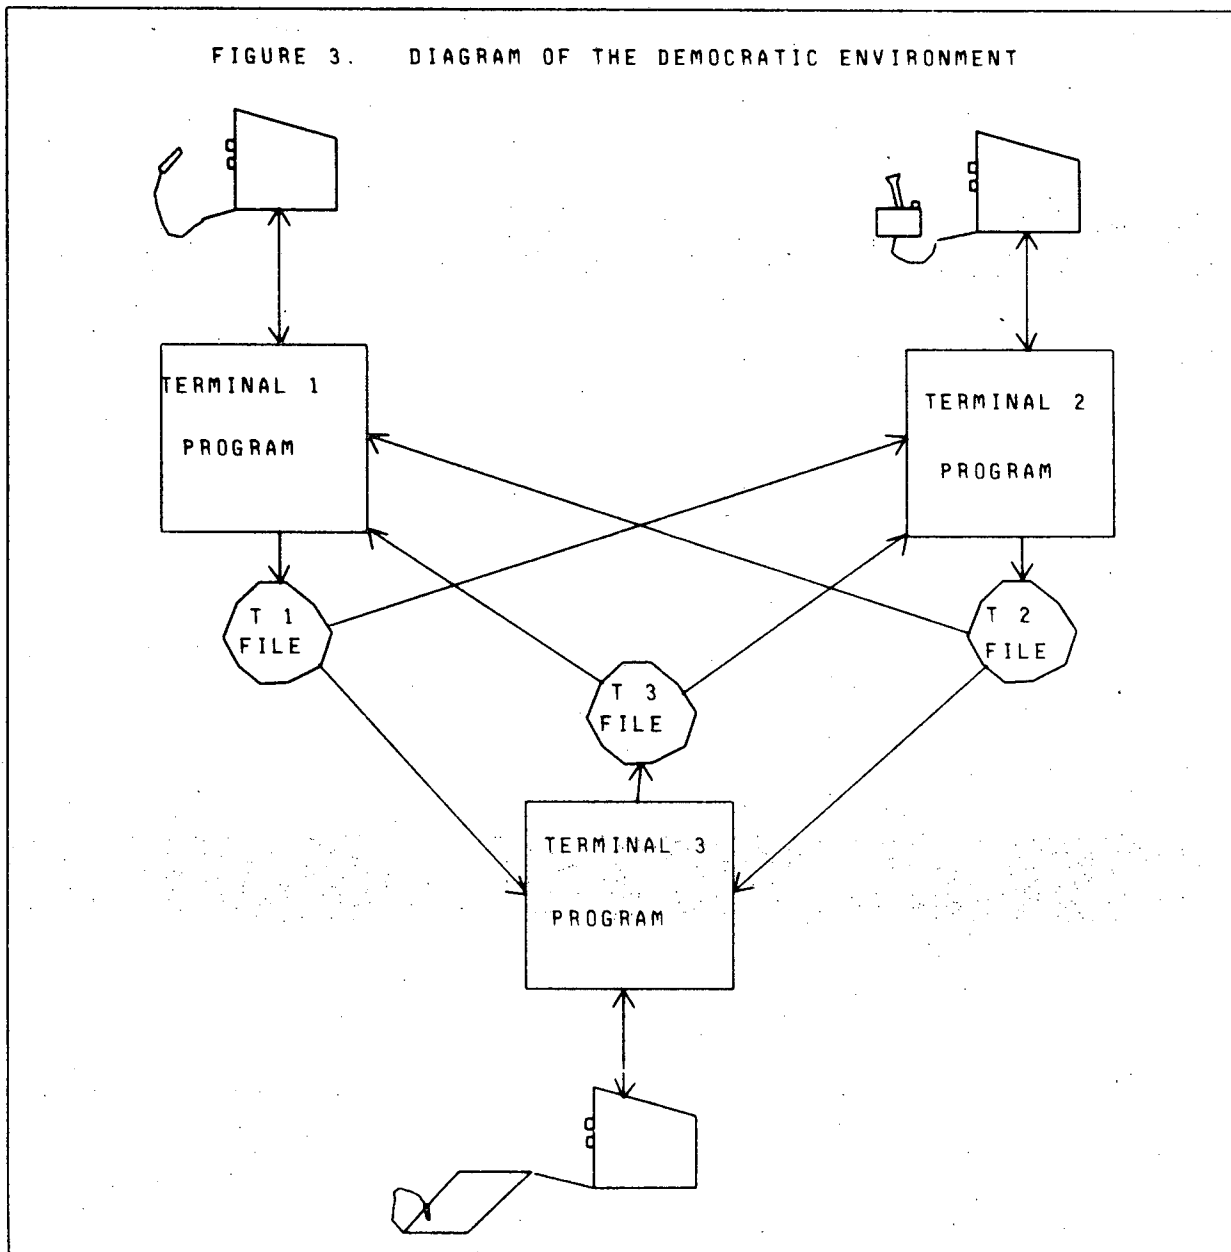 FIGURE 3. DIAGRAM OF THE DEMOCRATIC ENVIRONMENT
TERMINAL 1
PROGRAM
TERMINAL 2
PROGRAM
T 1
FILE
T 2
FILE
T 3
FILE
TERMINAL 3
PROGRAM